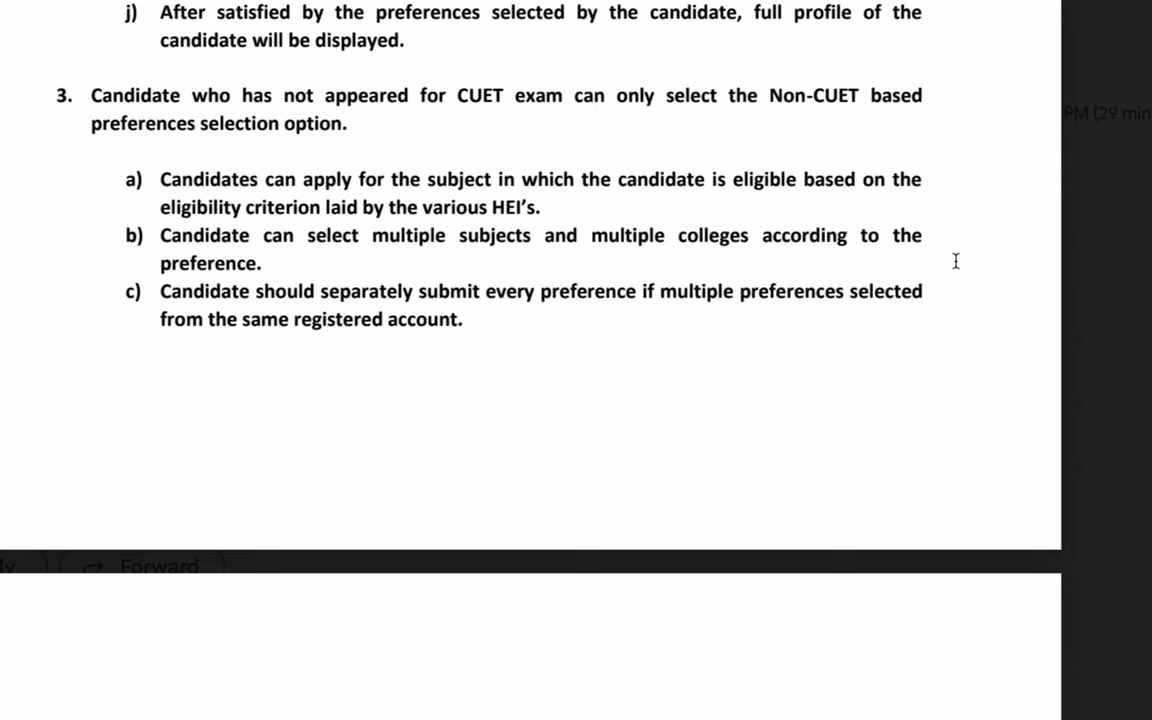 j) After satisfied by the preferences selected by the candidate, full profile of the
candidate will be displayed.
3. Candidate who has not appeared for CUET exam can only select the Non-CUET based
preferences selection option.
PM (29 min
a) Candidates can apply for the subject in which the candidate is eligible based on the
eligibility criterion laid by the various HEI's.
b) Candidate can select multiple subjects and multiple colleges according to the
preference.
c) Candidate should separately submit every preference if multiple preferences selected
from the same registered account.
ly
Forward